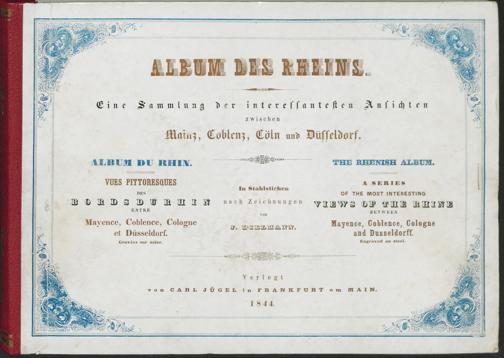 ALBUM DES RHEINS.
Eine Sammlung der interessantesten Ansichten
zwischen
Mainz, Coblenz, Cöln und Düsseldorf.
ALBUM DU RHIN.
VUES PITTORESQUES
DES
BORDS DU RHIN
ENTRE
Mayence, Coblence, Cologne
et Düsseldorf.
Gravées sur acier.
In Stahlstichen
nach Zeichnungen
von
J. DIELMANN.
THE RHENISH ALBUM.
A SERIES
OF THE MOST INTERESTING
VIEWS OF THE RHINE
BETWEEN
Mayence, Coblence, Cologne
and Dusseldorff.
Engraved on steel.
Verlegt
von CARL JÜGEL in FRANKFURT am MAIN.
1844.